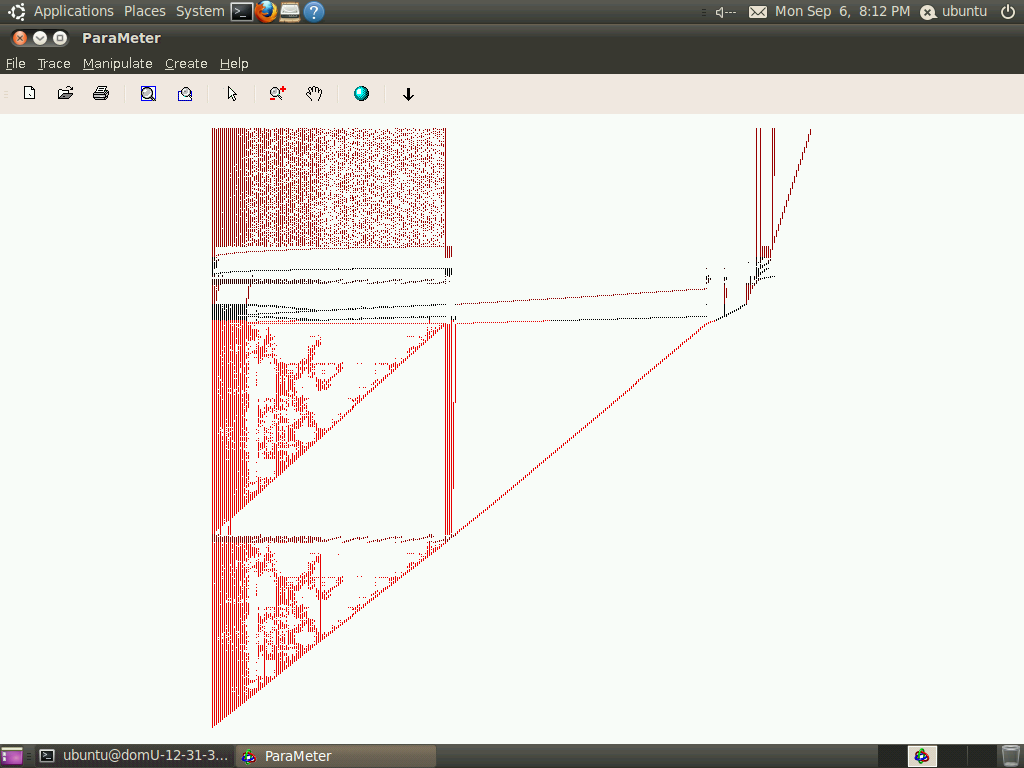 Applications Places System ? Mon Sep 6, 8:12 PM ubuntu
ParaMeter
File Trace Manipulate Create Help
ubuntu@domU-12-31-3... ParaMeter